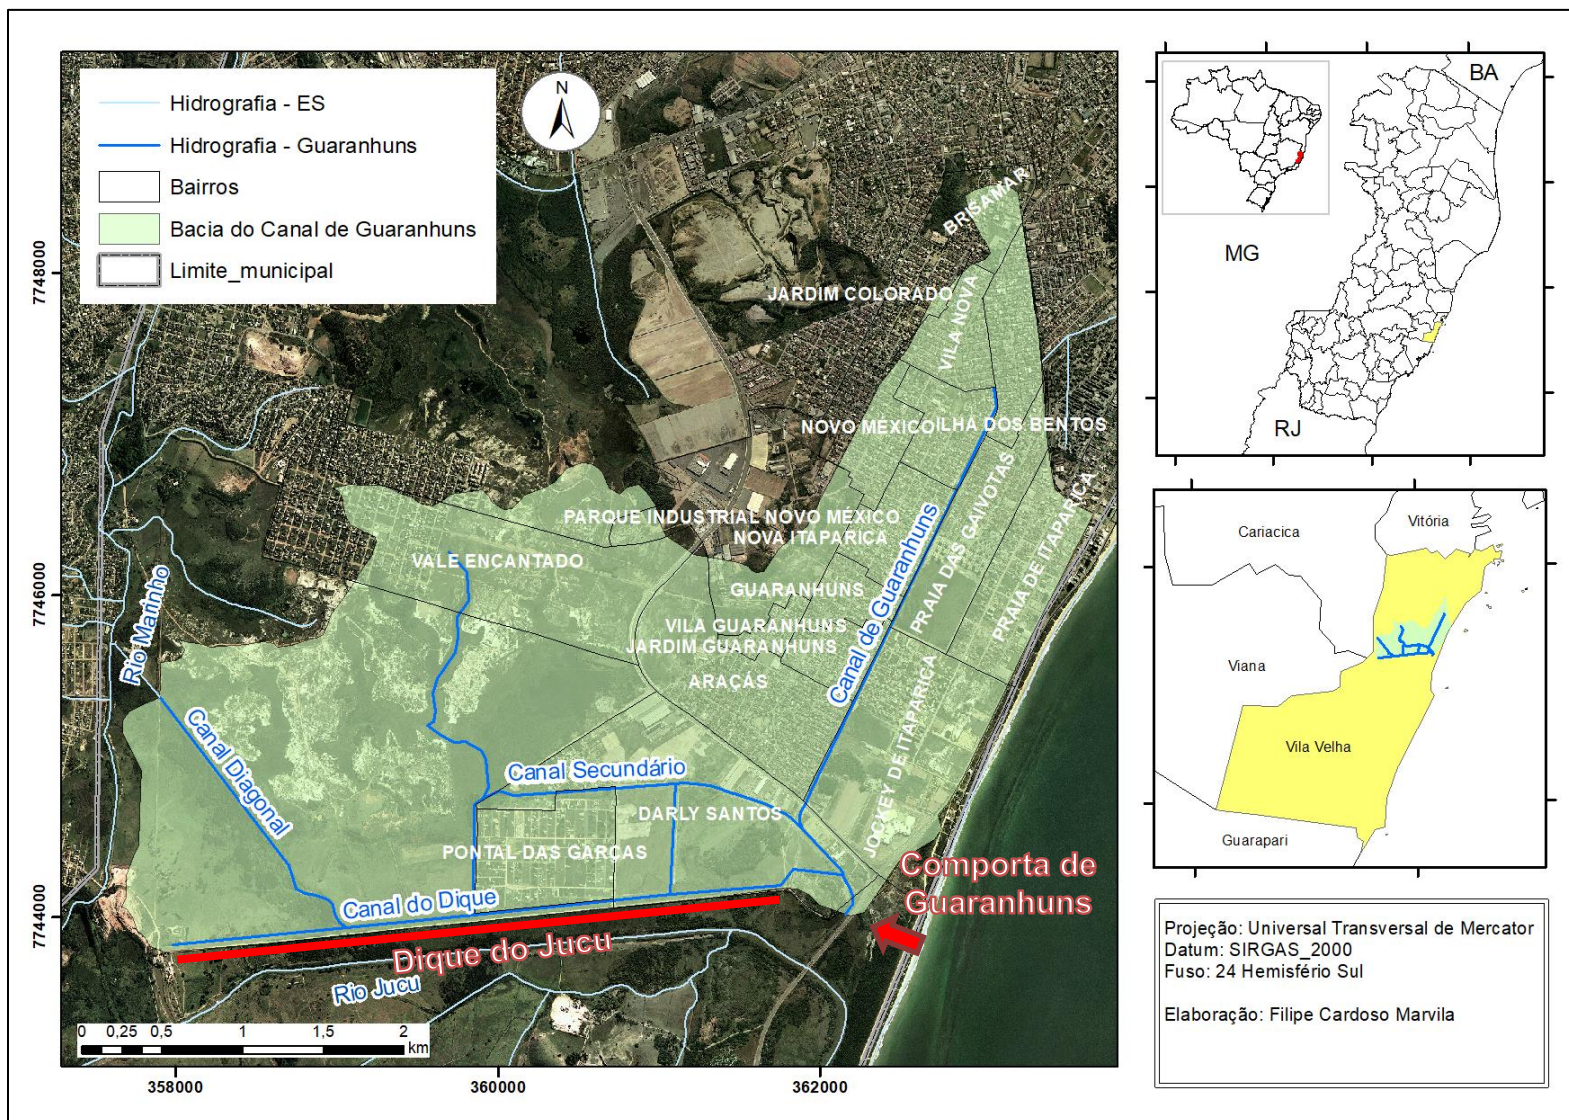 Hidrografia - ES
Hidrografia - Guaranhuns
Bairros
Bacia do Canal de Guaranhuns
Limite_municipal
N
7748000
7746000
7744000
358000
360000
362000
BRISAMAR
JARDIM COLORADO
VILA NOVA
NOVO MÉXICO
ILHA DOS BENTOS
PRAIA DAS GAIVOTAS
PRAIA DE ITAPARICA
PARQUE INDUSTRIAL NOVO MÉXICO
NOVA ITAPARICA
VALE ENCANTADO
GUARANHUNS
VILA GUARANHUNS
JARDIM GUARANHUNS
ARAÇÁS
Canal de Guaranhuns
JOCKEY DE ITAPARICA
Rio Marinho
Canal Diagonal
Canal Secundário
DARLY SANTOS
PONTAL DAS GARÇAS
Canal do Dique
Dique do Jucu
Rio Jucu
Comporta de
Guaranhuns
0 0,25 0,5 1 1,5 2
km
BA
MG
RJ
Cariacica
Vitória
Viana
Vila Velha
Guarapari
Projeção: Universal Transversal de Mercator
Datum: SIRGAS_2000
Fuso: 24 Hemisfério Sul
Elaboração: Filipe Cardoso Marvila